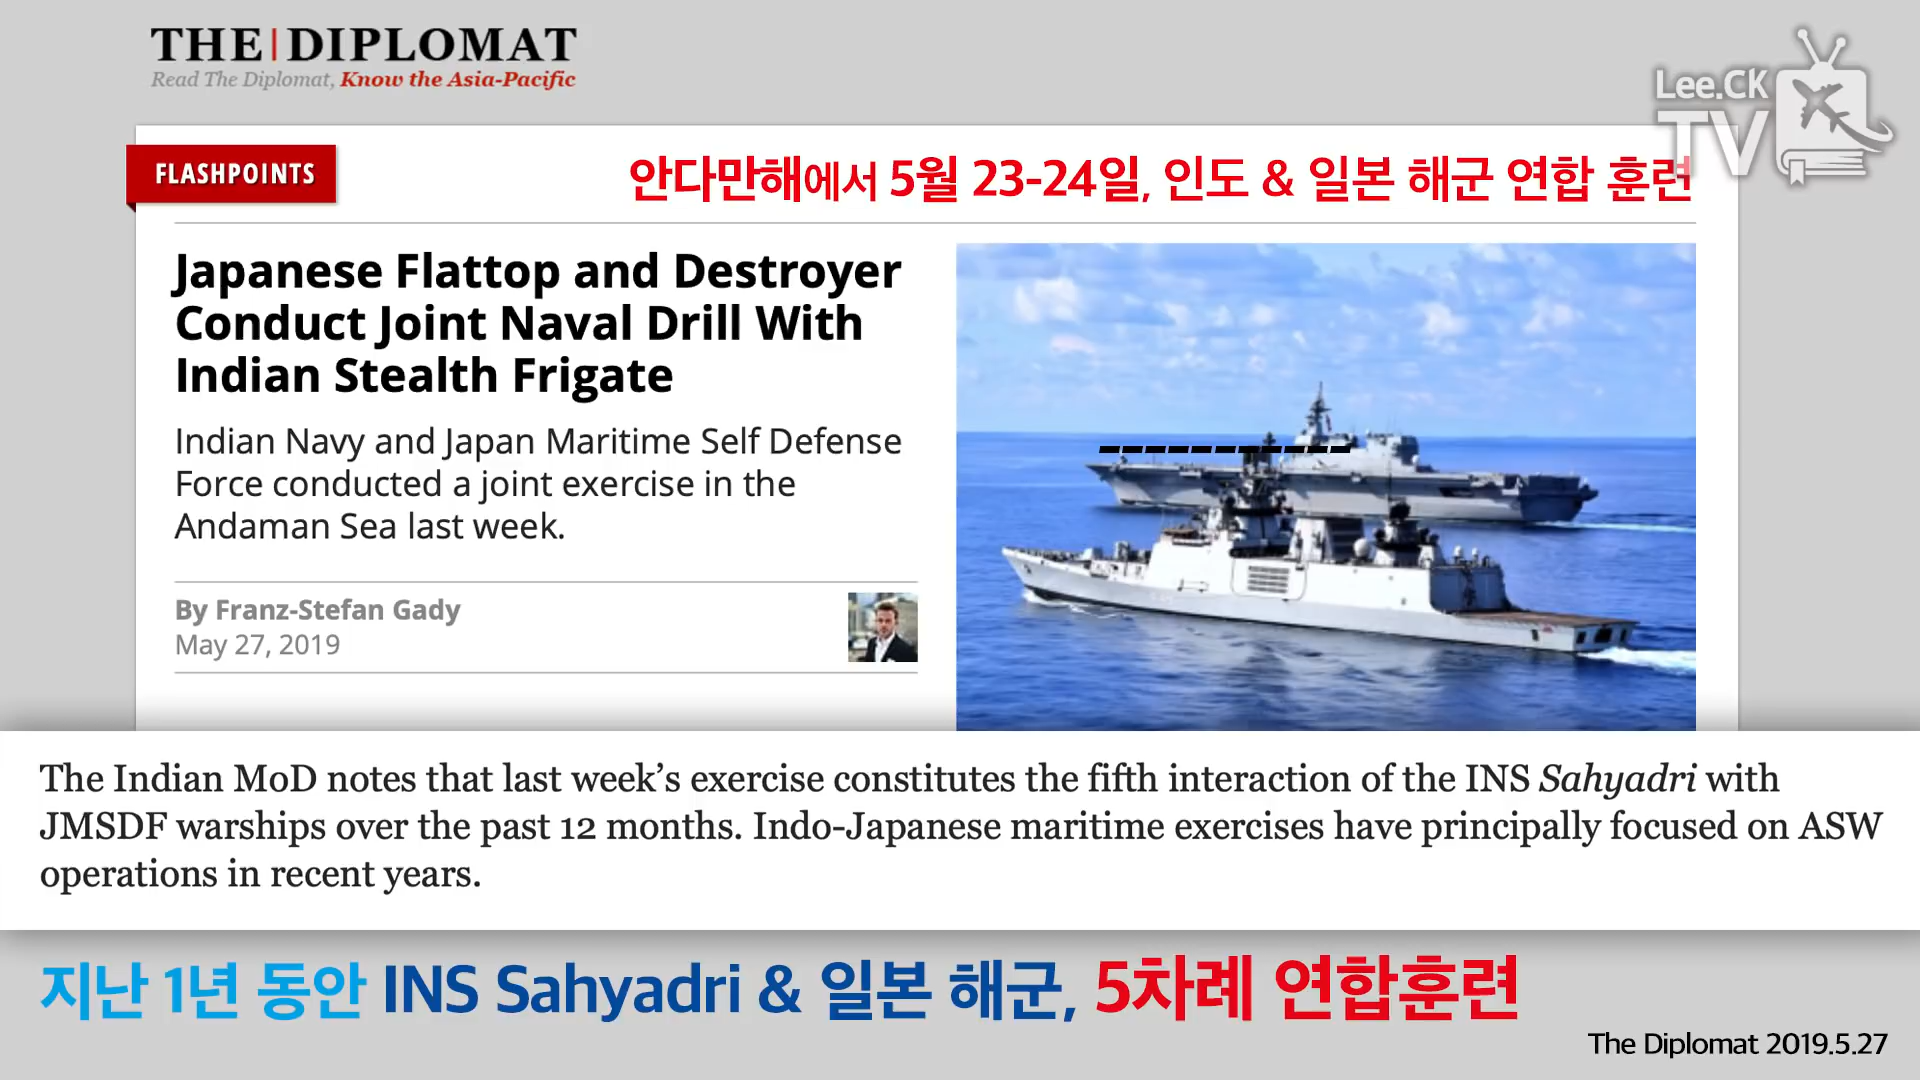 THE|DIPLOMAT
Read The Diplomat, Know the Asia-Pacific
Lee.CK
TV
FLASHPOINTS
안다만해에서 5월 23-24일, 인도 & 일본 해군 연합 훈련
Japanese Flattop and Destroyer
Conduct Joint Naval Drill With
Indian Stealth Frigate
Indian Navy and Japan Maritime Self Defense
Force conducted a joint exercise in the
Andaman Sea last week.
By Franz-Stefan Gady
May 27, 2019
The Indian MoD notes that last week’s exercise constitutes the fifth interaction of the INS Sahyadri with
JMSDF warships over the past 12 months. Indo-Japanese maritime exercises have principally focused on ASW
operations in recent years.
지난 1년 동안 INS Sahyadri & 일본 해군, 5차례 연합훈련
The Diplomat 2019.5.27